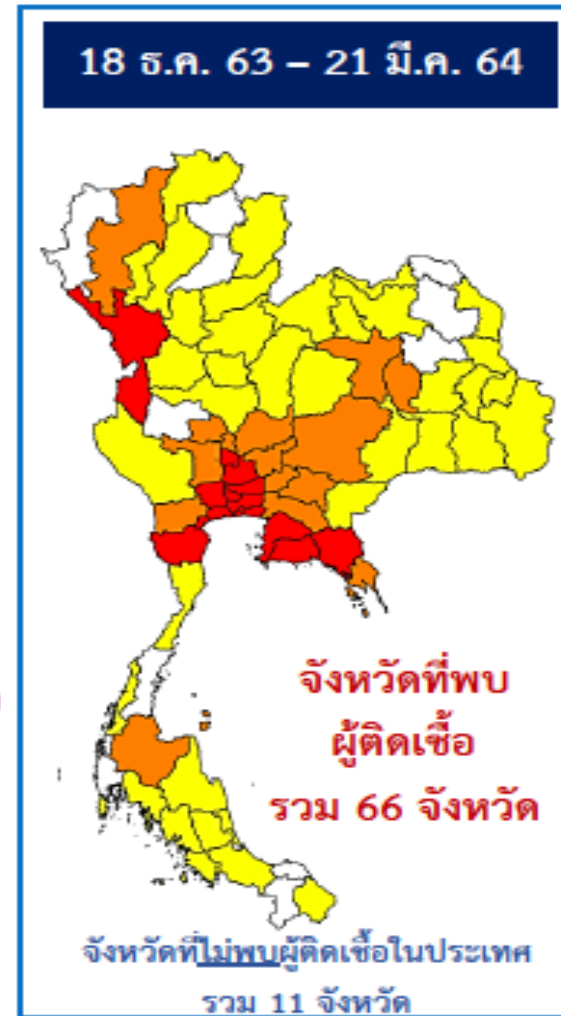 18 ธ.ค. 63 – 21 มี.ค. 64
จังหวัดที่พบ
ผู้ติดเชื้อ
รวม 66 จังหวัด
จังหวัดที่ไม่พบผู้ติดเชื้อในประเทศ
รวม 11 จังหวัด